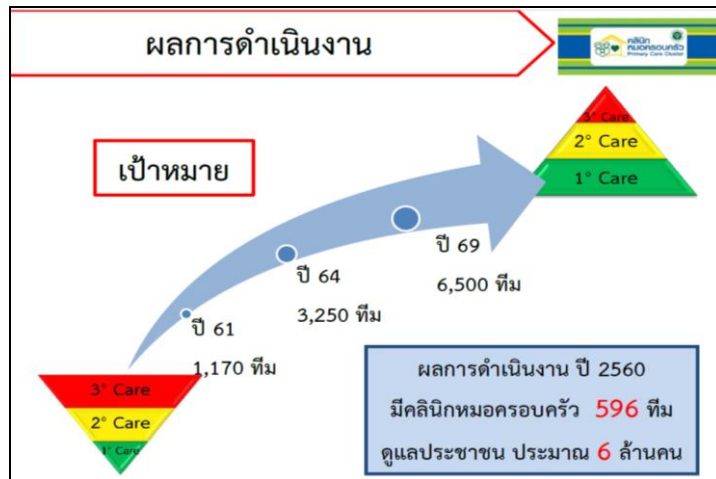 ผลการดำเนินงาน
คลินิก
หมอครอบครัว
Primary Care Cluster
3° Care
2° Care
1° Care
เป้าหมาย
ปี 69
6,500 ทีม
ปี 64
3,250 ทีม
ปี 61
1,170 ทีม
3° Care
2° Care
1° Care
ผลการดำเนินงาน ปี 2560
มีคลินิกหมอครอบครัว 596 ทีม
ดูแลประชาชน ประมาณ 6 ล้านคน